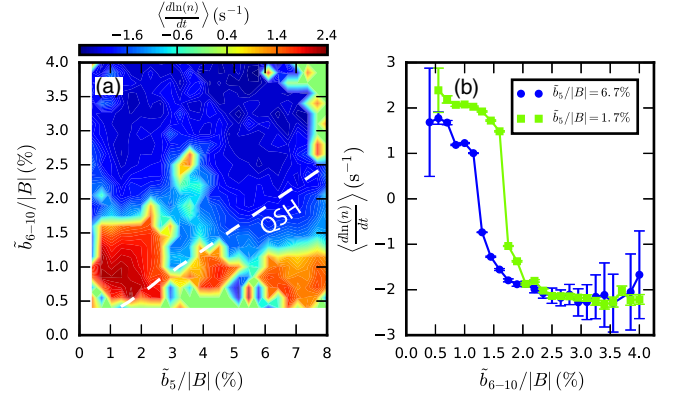 ⟨dln(n)/dt⟩ (s⁻¹)
−1.6 −0.6 0.4 1.4 2.4
(a)
4.0
3.5
3.0
2.5
2.0
1.5
1.0
0.5
0.0
b̃₆₋₁₀/|B| (%)
QSH
0 1 2 3 4 5 6 7 8
b̃₅/|B| (%)
(b)
b̃₅/|B| = 6.7%
b̃₅/|B| = 1.7%
3
2
1
0
−1
−2
−3
⟨dln(n)/dt⟩ (s⁻¹)
0.0 0.5 1.0 1.5 2.0 2.5 3.0 3.5 4.0
b̃₆₋₁₀/|B| (%)